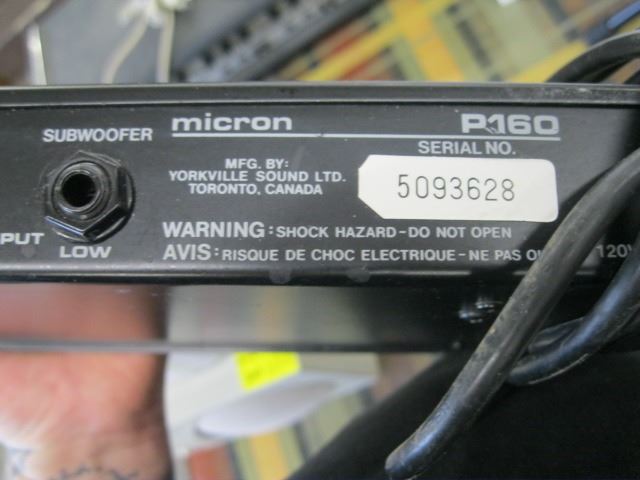 SUBWOOFER
micron
P160
MFG. BY:
YORKVILLE SOUND LTD.
TORONTO, CANADA
SERIAL NO.
5093628
PUT
LOW
WARNING: SHOCK HAZARD-DO NOT OPEN
AVIS: RISQUE DE CHOC ELECTRIQUE-NE PAS
120